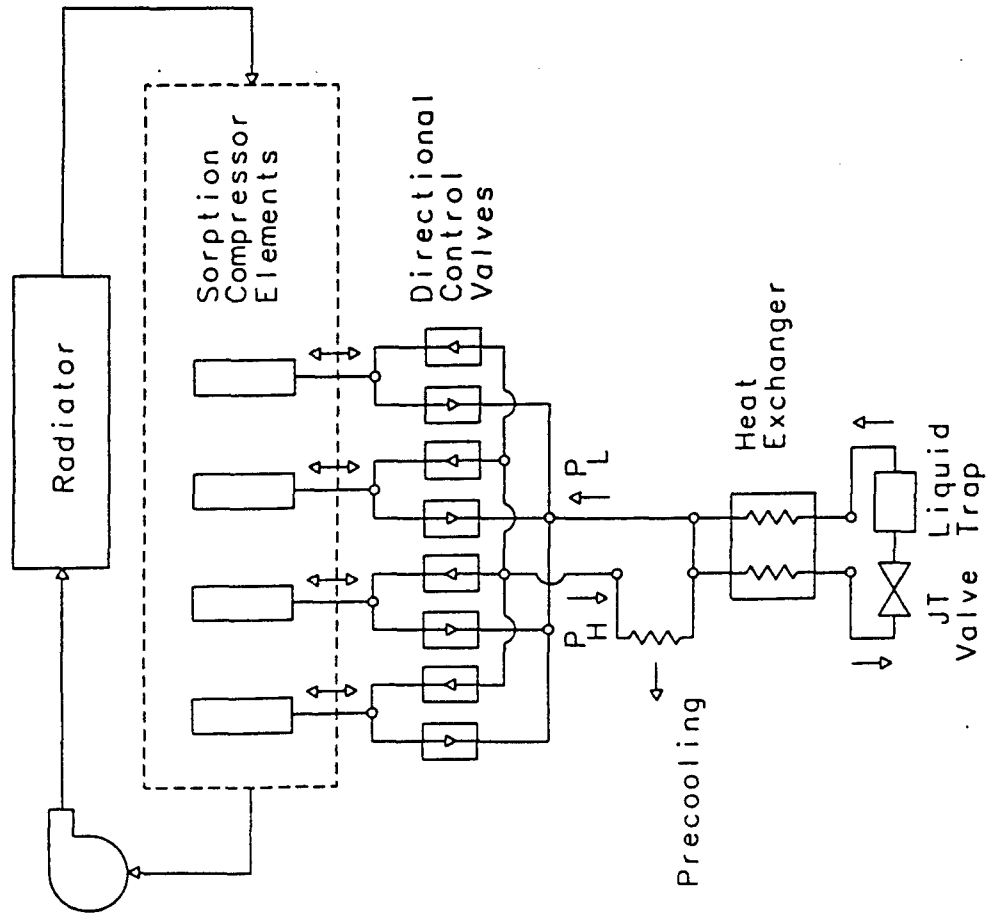 Radiator
Sorption
Compressor
Elements
Directional
Control
Valves
P_H
P_L
Precooling
Heat
Exchanger
JT
Valve
Liquid
Trap